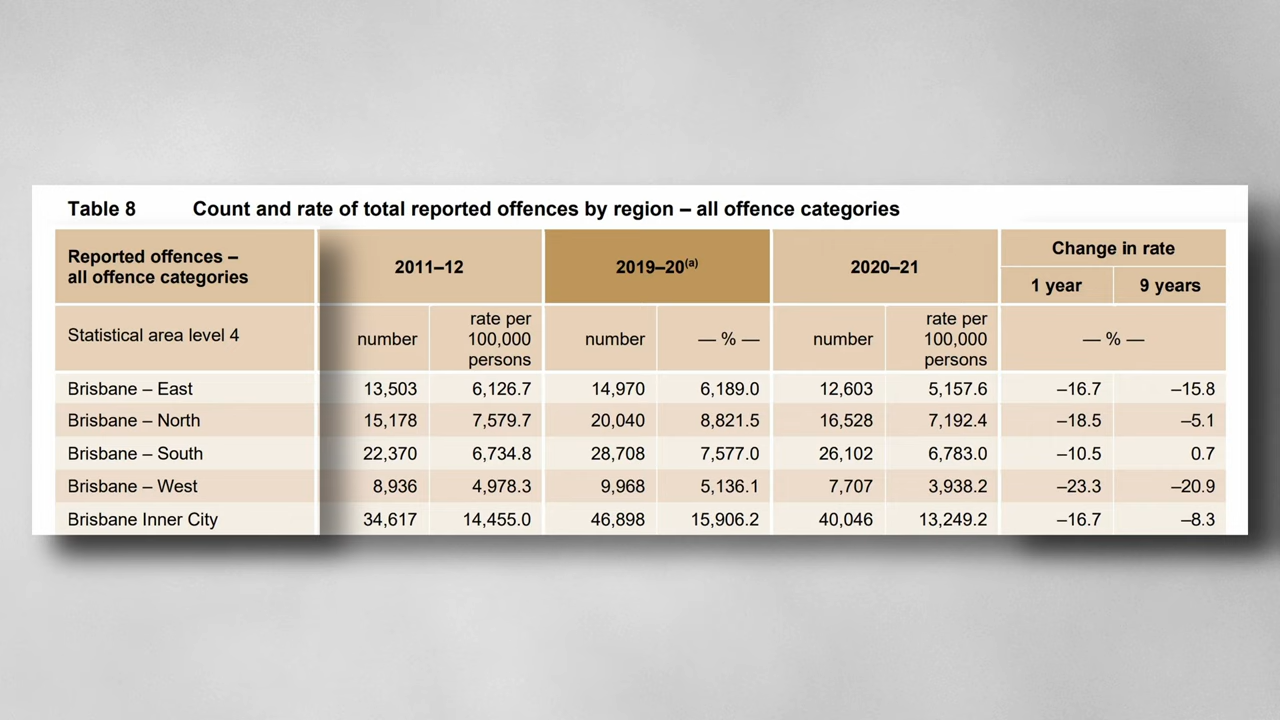 Table 8 Count and rate of total reported offences by region – all offence categories
Reported offences – all offence categories 2011–12 2019–20(a) 2020–21 Change in rate
1 year 9 years
Statistical area level 4 number rate per 100,000 persons number — % — number rate per 100,000 persons — % —
Brisbane – East 13,503 6,126.7 14,970 6,189.0 12,603 5,157.6 –16.7 –15.8
Brisbane – North 15,178 7,579.7 20,040 8,821.5 16,528 7,192.4 –18.5 –5.1
Brisbane – South 22,370 6,734.8 28,708 7,577.0 26,102 6,783.0 –10.5 0.7
Brisbane – West 8,936 4,978.3 9,968 5,136.1 7,707 3,938.2 –23.3 –20.9
Brisbane Inner City 34,617 14,455.0 46,898 15,906.2 40,046 13,249.2 –16.7 –8.3